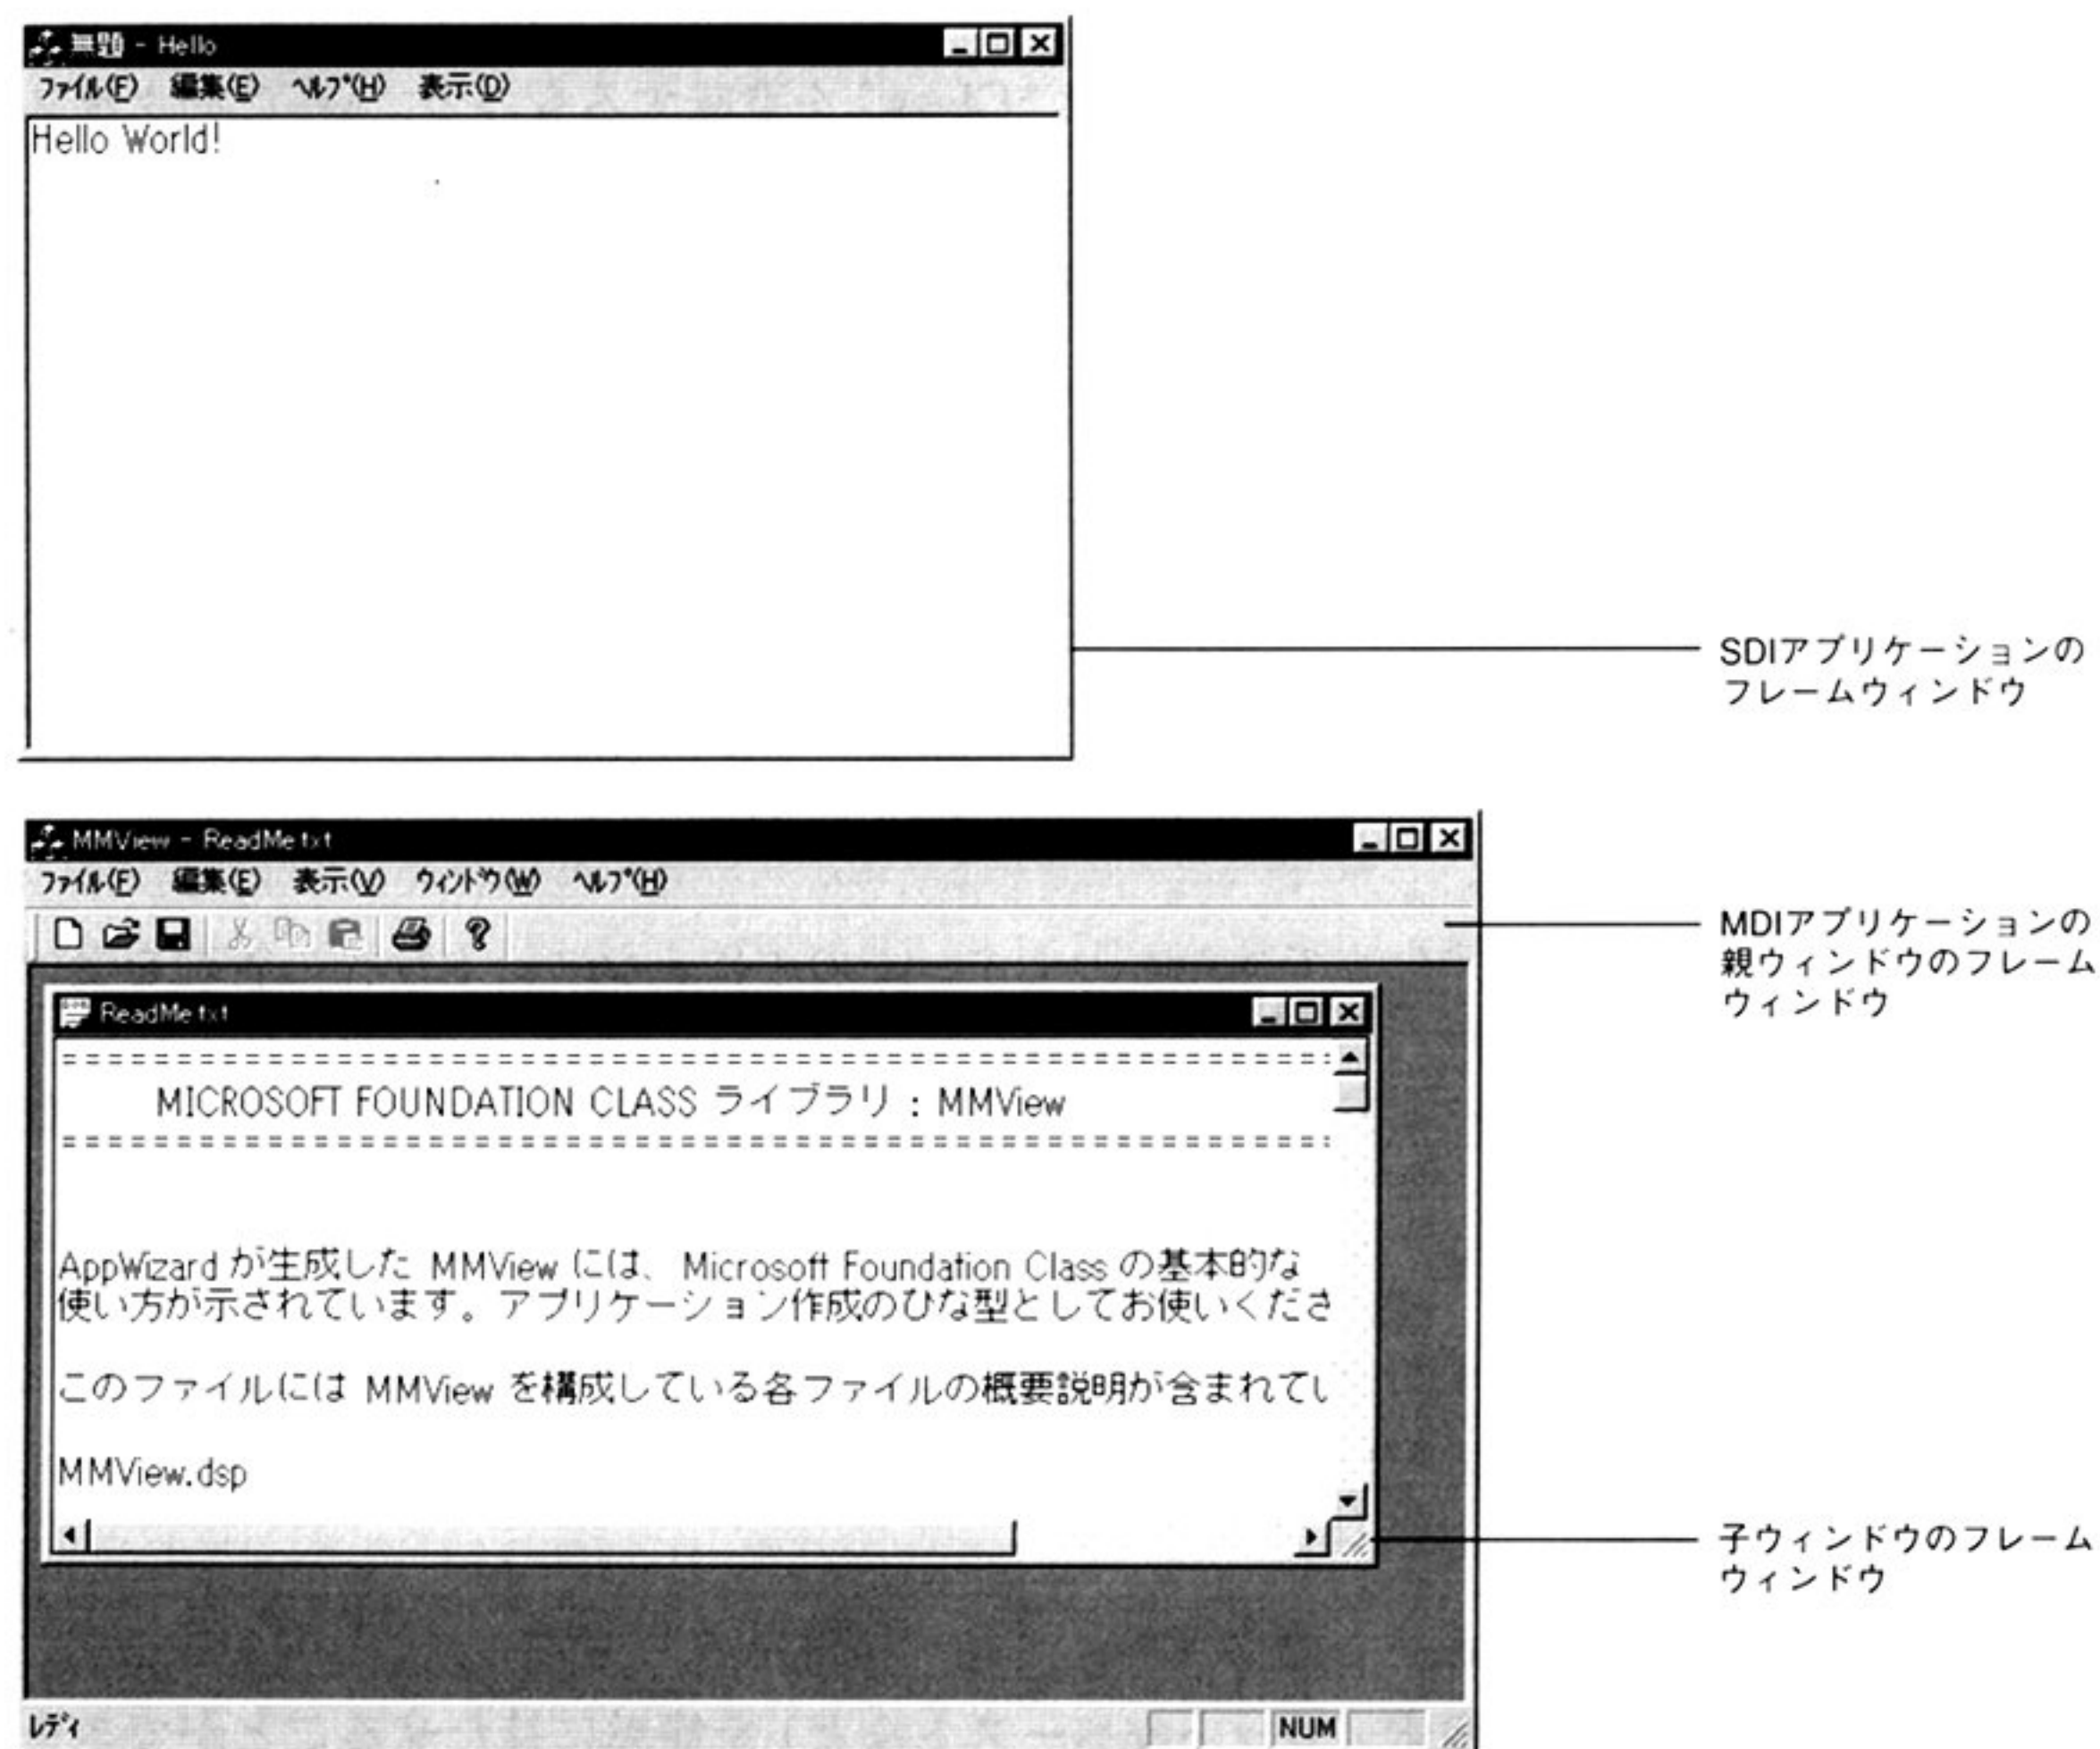 無題 - Hello
ﾌｧｲﾙ(F) 編集(E) ﾍﾙﾌﾟ(H) 表示(D)
Hello World!
SDIアプリケーションの
フレームウィンドウ
MMView - ReadMe.txt
ﾌｧｲﾙ(F) 編集(E) 表示(V) ｳｨﾝﾄﾞｳ(W) ﾍﾙﾌﾟ(H)
MDIアプリケーションの
親ウィンドウのフレーム
ウィンドウ
ReadMe.txt
=======================================================
MICROSOFT FOUNDATION CLASS ライブラリ : MMView
=======================================================
AppWizard が生成した MMView には、Microsoft Foundation Class の基本的な
使い方が示されています。アプリケーション作成のひな型としてお使いくださ
このファイルには MMView を構成している各ファイルの概要説明が含まれてい
MMView.dsp
子ウィンドウのフレーム
ウィンドウ
ﾚﾃﾞｨ
NUM